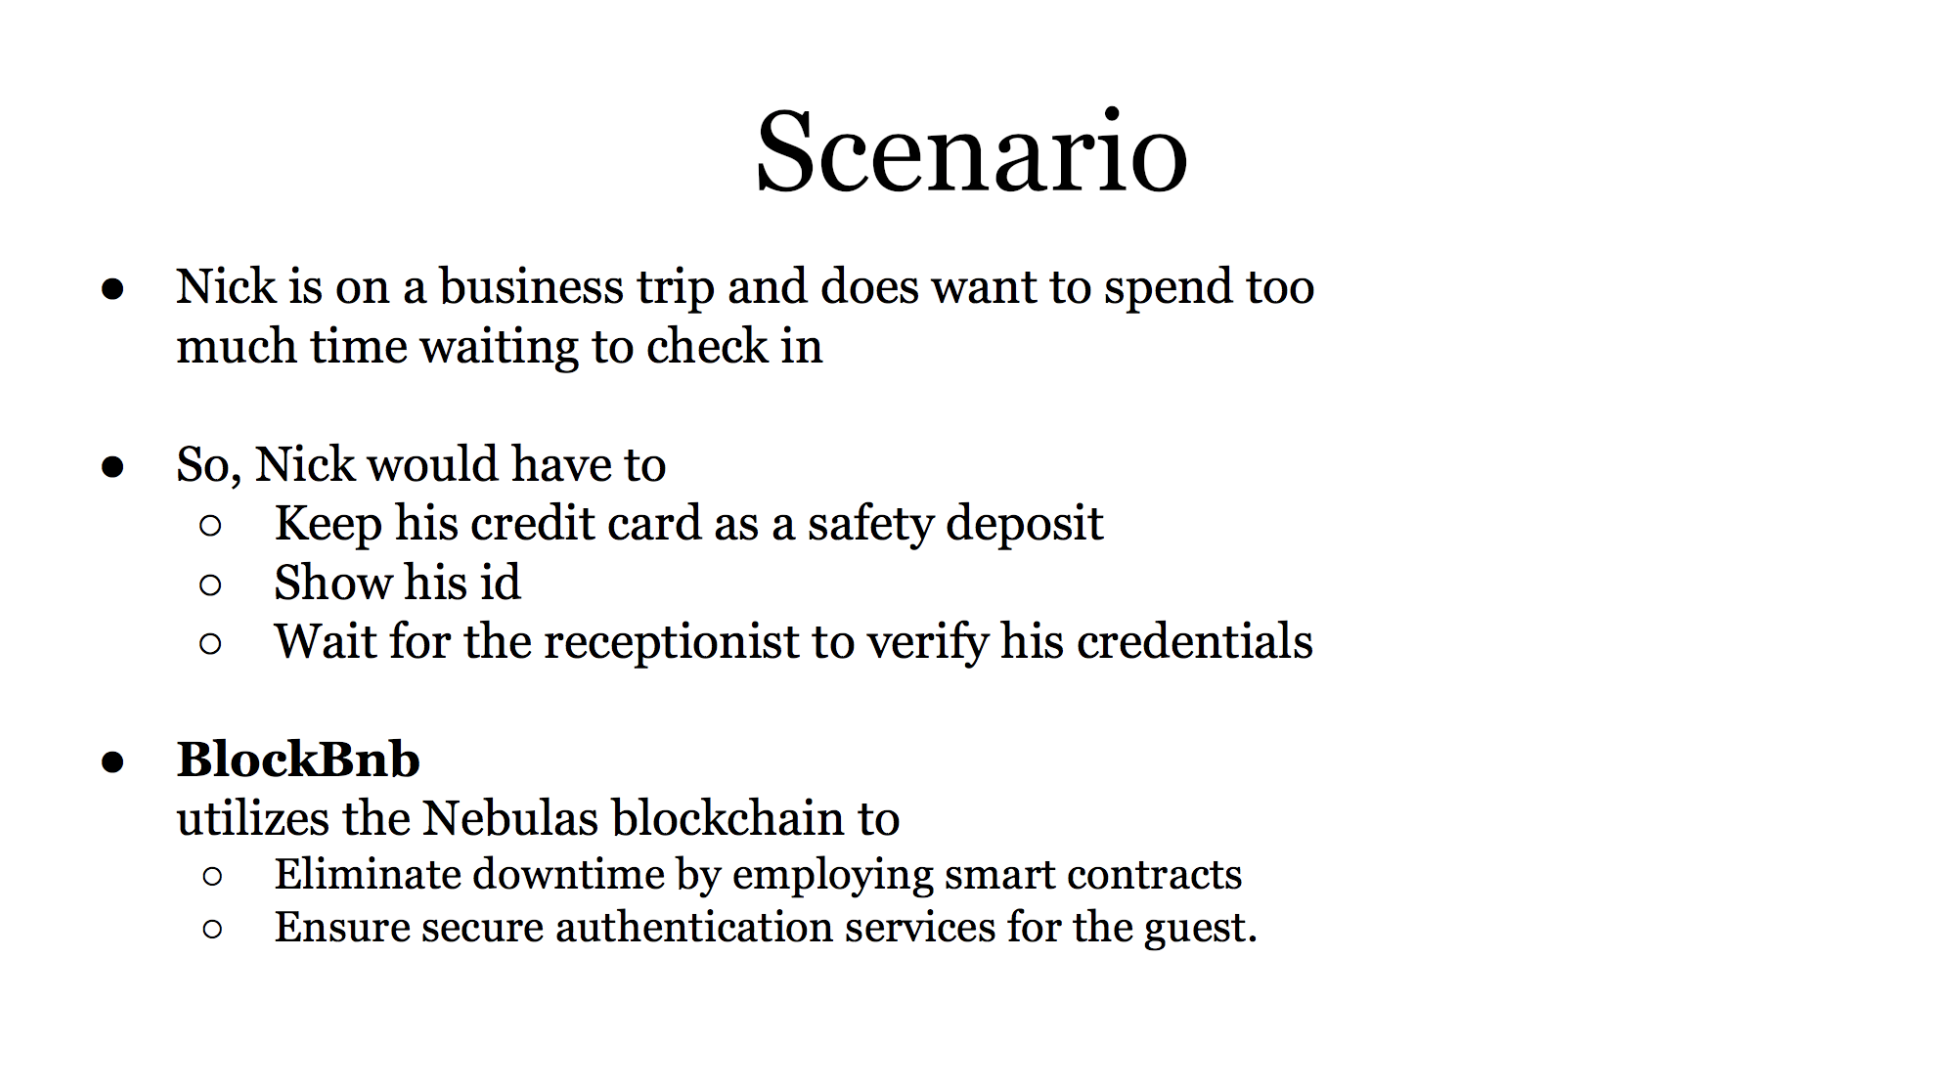 Scenario
● Nick is on a business trip and does want to spend too
much time waiting to check in
● So, Nick would have to
○ Keep his credit card as a safety deposit
○ Show his id
○ Wait for the receptionist to verify his credentials
● BlockBnb
utilizes the Nebulas blockchain to
○ Eliminate downtime by employing smart contracts
○ Ensure secure authentication services for the guest.